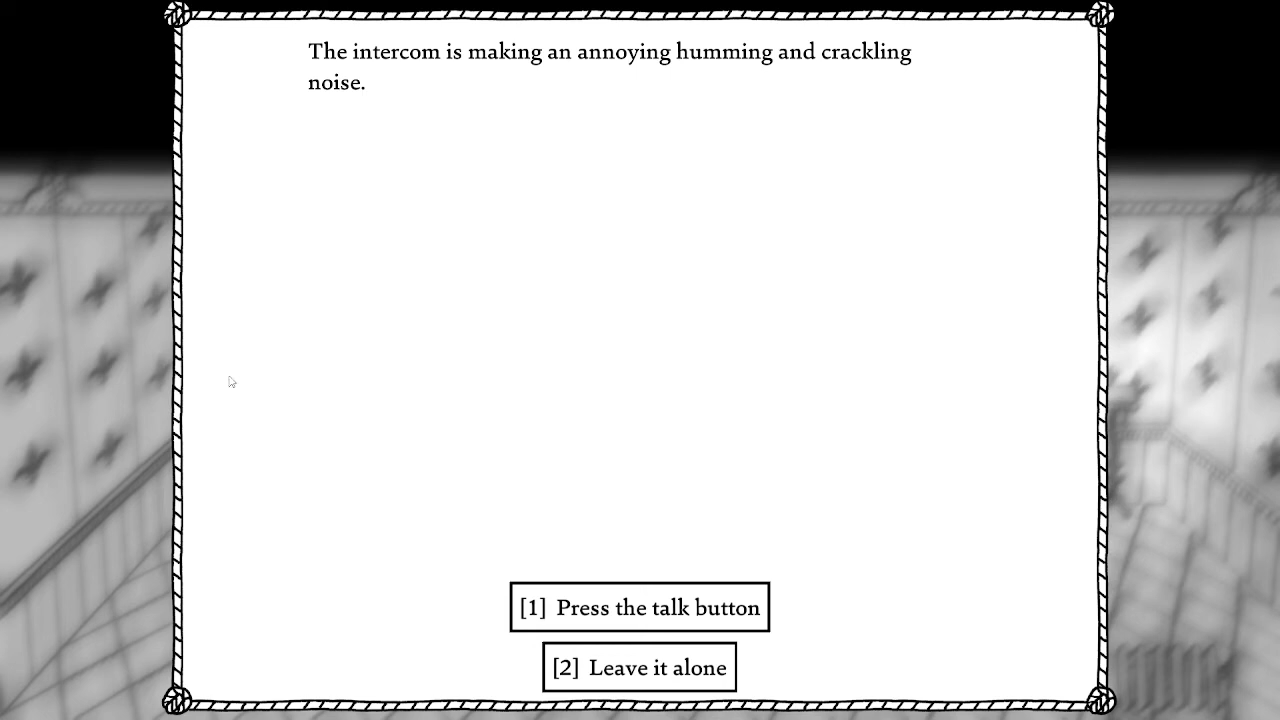 The intercom is making an annoying humming and crackling
noise.
[1] Press the talk button
[2] Leave it alone